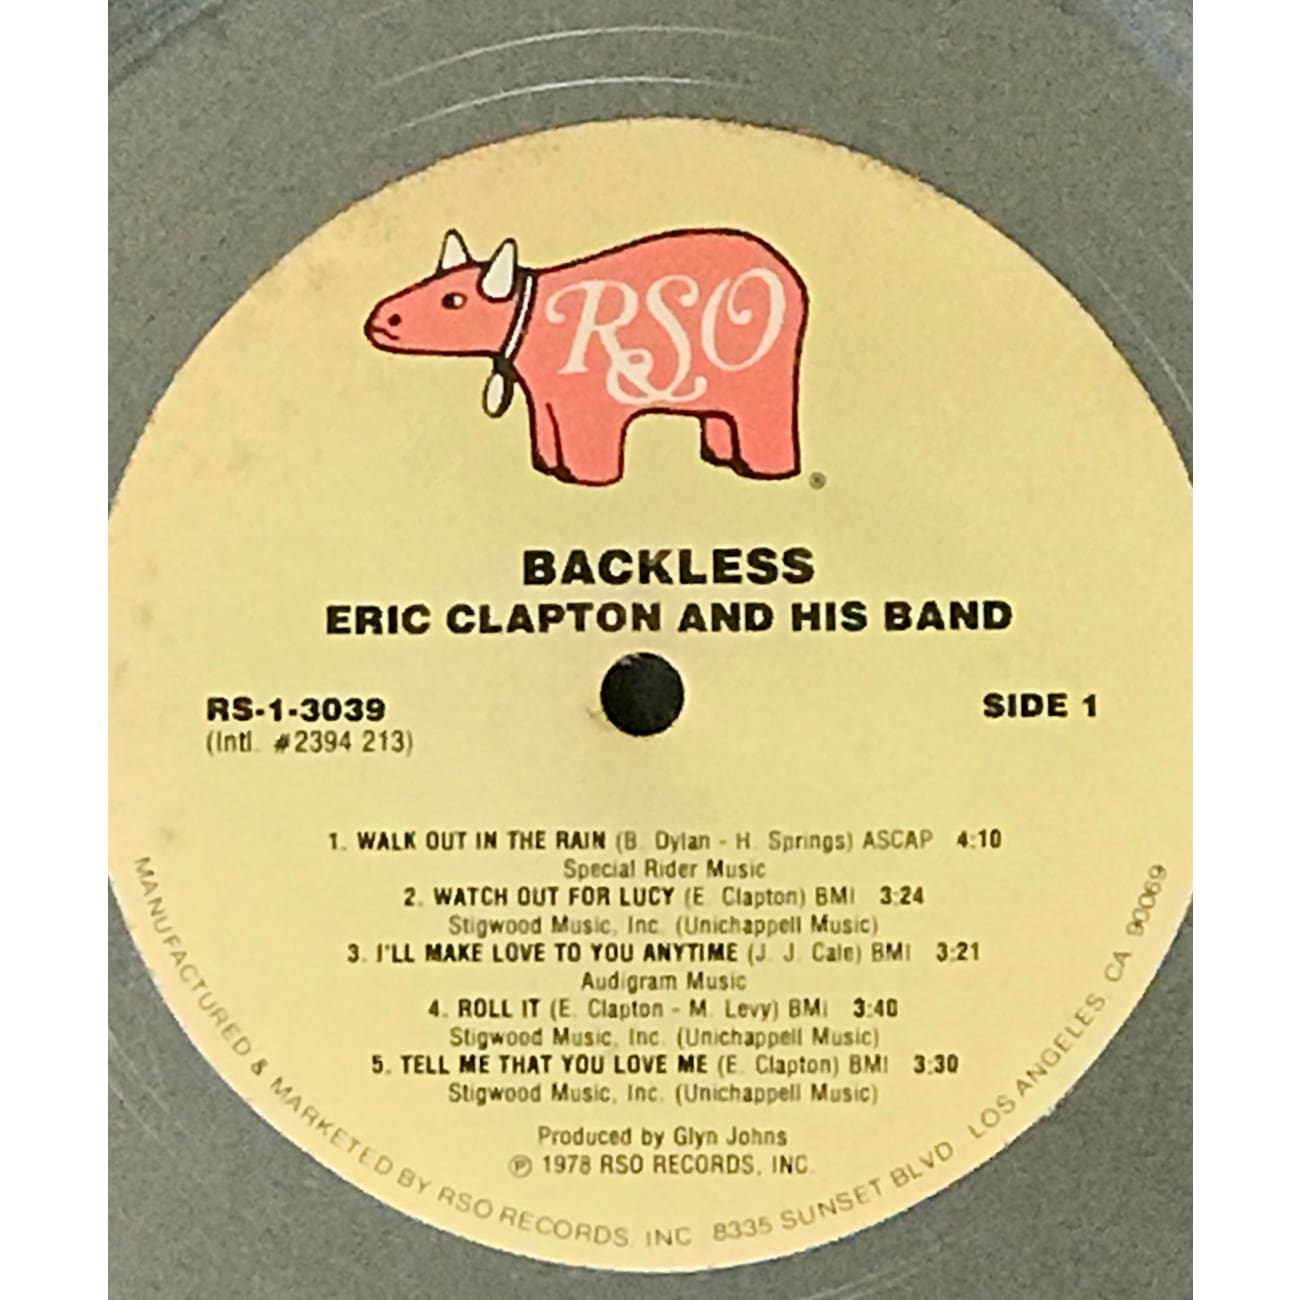 RSO
®
BACKLESS
ERIC CLAPTON AND HIS BAND
RS-1-3039
SIDE 1
(Intl. #2394 213)
1. WALK OUT IN THE RAIN (B. Dylan - H. Springs) ASCAP 4:10
Special Rider Music
2. WATCH OUT FOR LUCY (E. Clapton) BMI 3:24
Stigwood Music, Inc. (Unichappell Music)
3. I'LL MAKE LOVE TO YOU ANYTIME (J. J. Cale) BMI 3:21
Audigram Music
4. ROLL IT (E. Clapton - M. Levy) BMI 3:40
Stigwood Music, Inc. (Unichappell Music)
5. TELL ME THAT YOU LOVE ME (E. Clapton) BMI 3:30
Stigwood Music, Inc. (Unichappell Music)
Produced by Glyn Johns
℗ 1978 RSO RECORDS, INC.
MANUFACTURED & MARKETED BY RSO RECORDS, INC. 8335 SUNSET BLVD. LOS ANGELES, CA 90069